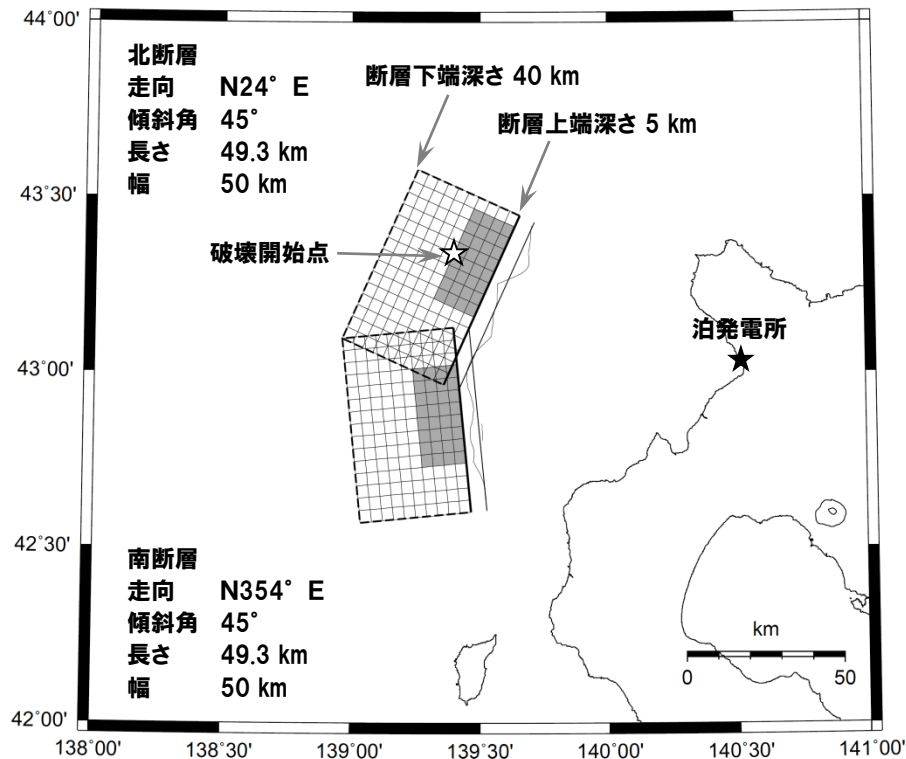 44°00'
北断層
走向 N24° E
傾斜角 45°
長さ 49.3 km
幅 50 km
断層下端深さ 40 km
断層上端深さ 5 km
43°30'
破壊開始点
泊発電所
43°00'
42°30'
南断層
走向 N354° E
傾斜角 45°
長さ 49.3 km
幅 50 km
km
0 50
42°00'
138°00' 138°30' 139°00' 139°30' 140°00' 140°30' 141°00'